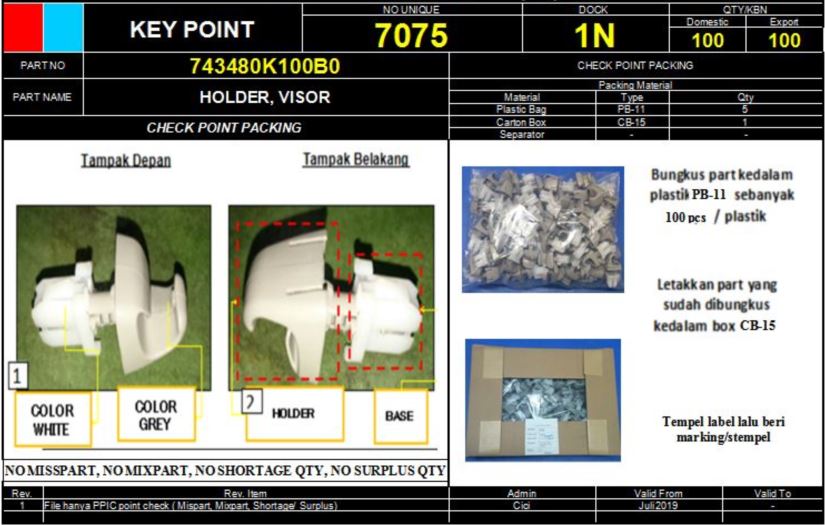 KEY POINT
NO UNIQUE
7075
DOCK
1N
QTY/KBN
Domestic
Export
100
100
PART NO
743480K100B0
CHECK POINT PACKING
PART NAME
HOLDER, VISOR
Packing Material
Material Type Qty
Plastic Bag PB-11 5
Carton Box CB-15 1
Separator - -
CHECK POINT PACKING
Tampak Depan
Tampak Belakang
1
COLOR
WHITE
COLOR
GREY
2
HOLDER
BASE
Bungkus part kedalam
plastik PB-11 sebanyak
100 pcs / plastik
Letakkan part yang
sudah dibungkus
kedalam box CB-15
Tempel label lalu beri
marking/stempel
NO MISSPART, NO MIXPART, NO SHORTAGE QTY, NO SURPLUS QTY
Rev. Rev. Item Admin Valid From Valid To
1 File hanya PPIC point check ( Mispart, Mixpart, Shortage/ Surplus) Cici Juli 2019 -